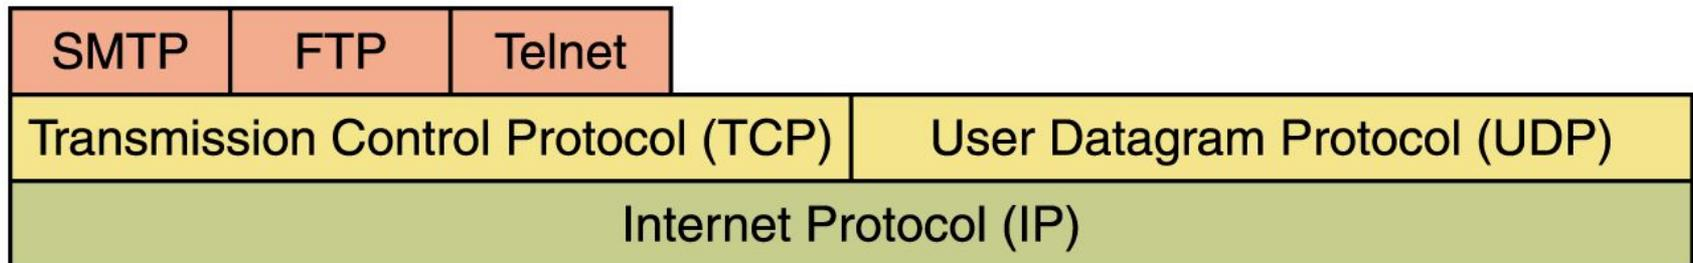 SMTP FTP Telnet
Transmission Control Protocol (TCP) User Datagram Protocol (UDP)
Internet Protocol (IP)